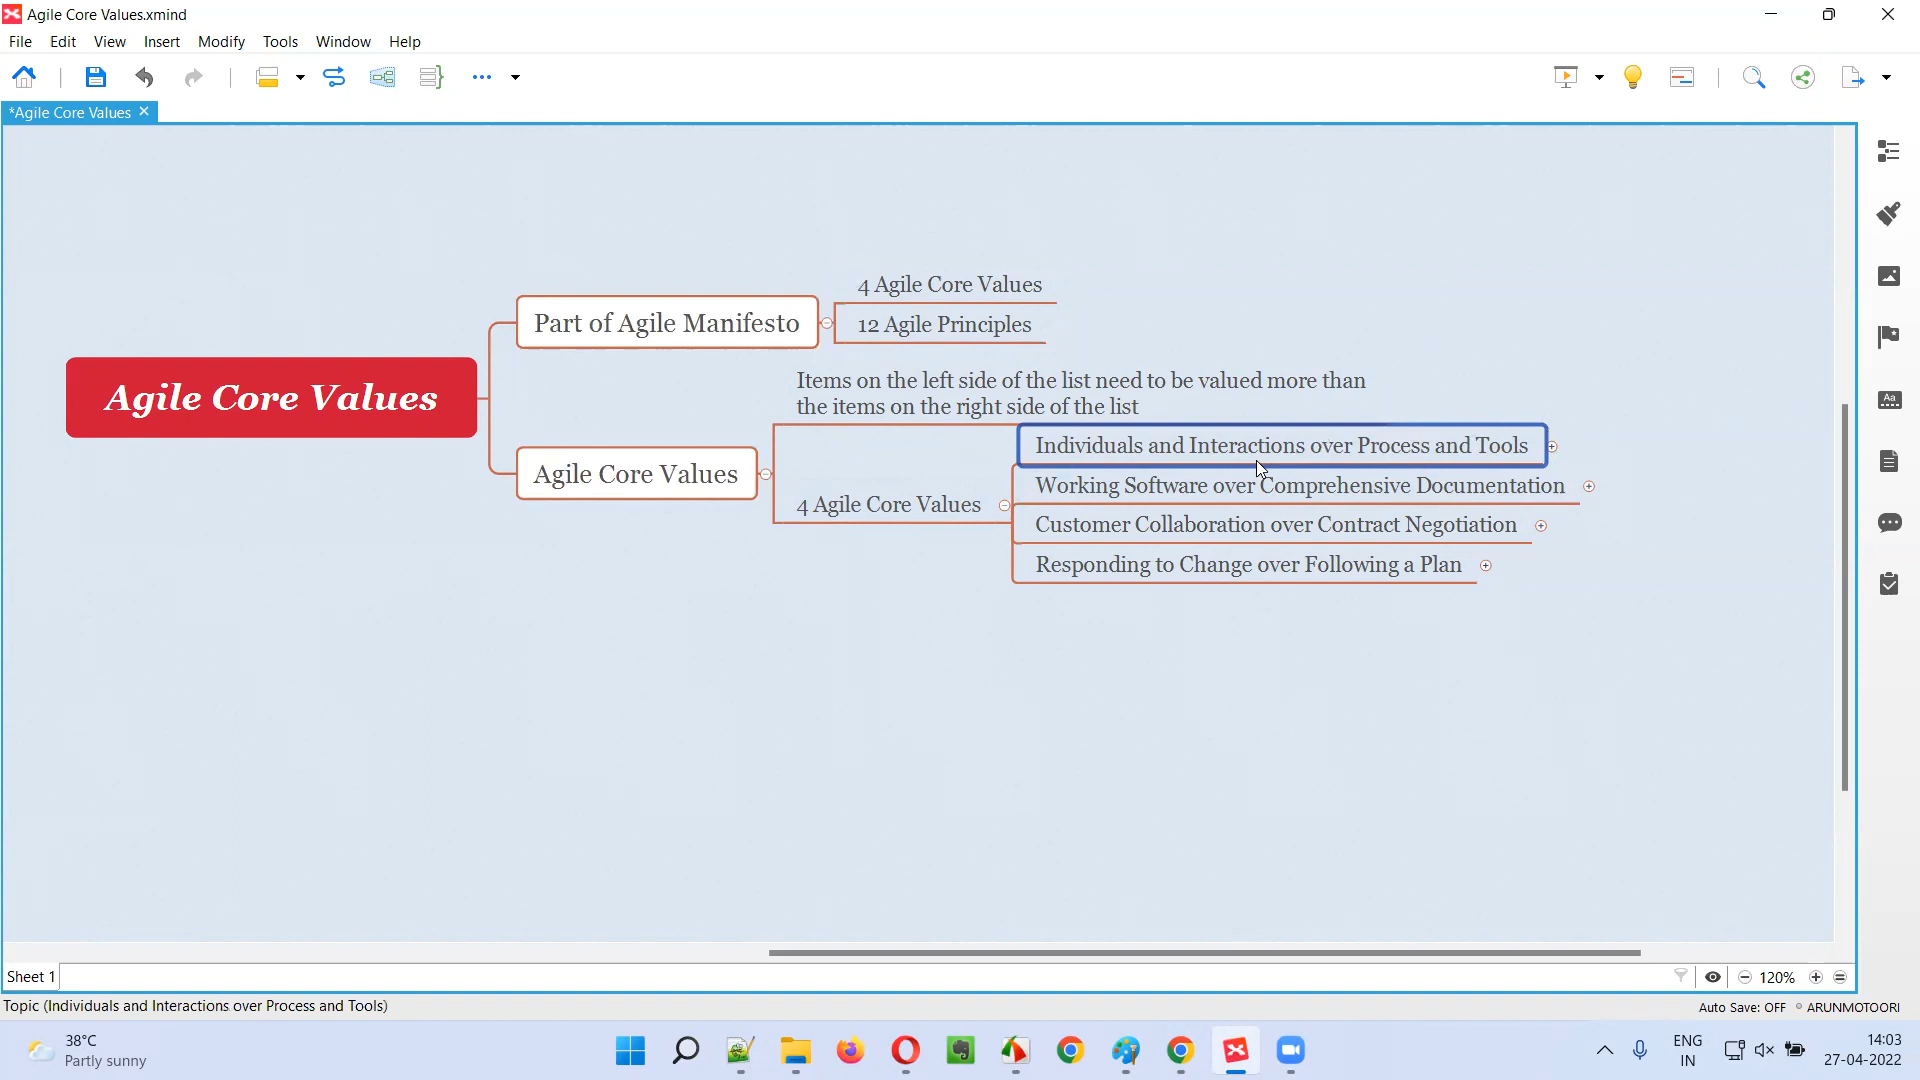 Agile Core Values.xmind
File Edit View Insert Modify Tools Window Help
*Agile Core Values
4 Agile Core Values
Part of Agile Manifesto
12 Agile Principles
Items on the left side of the list need to be valued more than
the items on the right side of the list
Agile Core Values
Individuals and Interactions over Process and Tools
Agile Core Values
Working Software over Comprehensive Documentation
4 Agile Core Values
Customer Collaboration over Contract Negotiation
Responding to Change over Following a Plan
Aa
Sheet 1
120%
Topic (Individuals and Interactions over Process and Tools)
Auto Save: OFF ARUNMOTOORI
38°C
Partly sunny
ENG
IN
14:03
27-04-2022